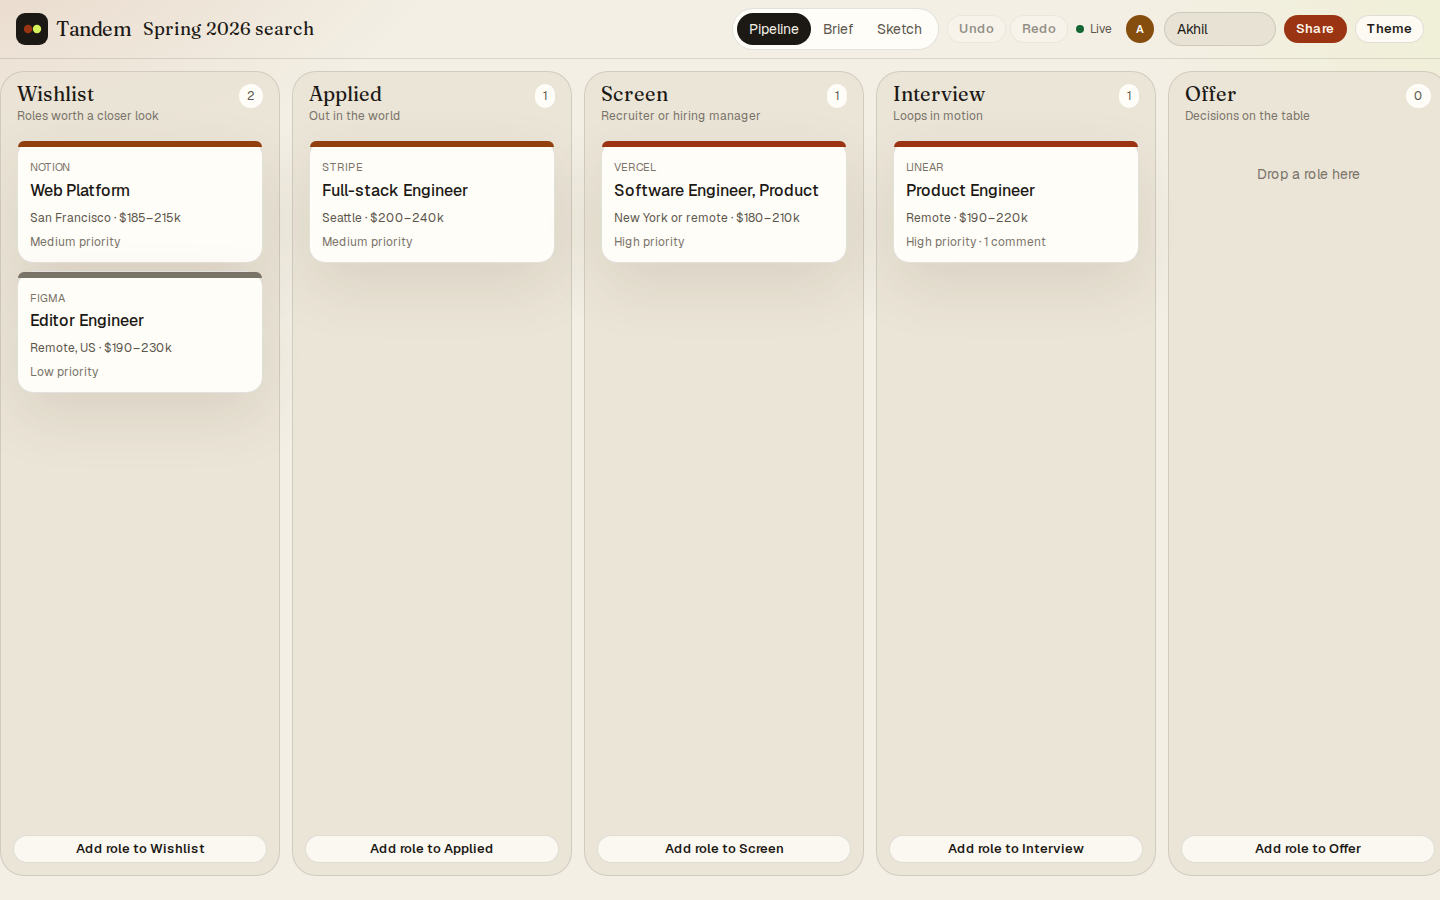 Tandem Spring 2026 search
Pipeline Brief Sketch Undo Redo Live A Akhil Share Theme
Wishlist 2
Roles worth a closer look
NOTION
Web Platform
San Francisco · $185–215k
Medium priority
FIGMA
Editor Engineer
Remote, US · $190–230k
Low priority
Add role to Wishlist
Applied 1
Out in the world
STRIPE
Full-stack Engineer
Seattle · $200–240k
Medium priority
Add role to Applied
Screen 1
Recruiter or hiring manager
VERCEL
Software Engineer, Product
New York or remote · $180–210k
High priority
Add role to Screen
Interview 1
Loops in motion
LINEAR
Product Engineer
Remote · $190–220k
High priority · 1 comment
Add role to Interview
Offer 0
Decisions on the table
Drop a role here
Add role to Offer